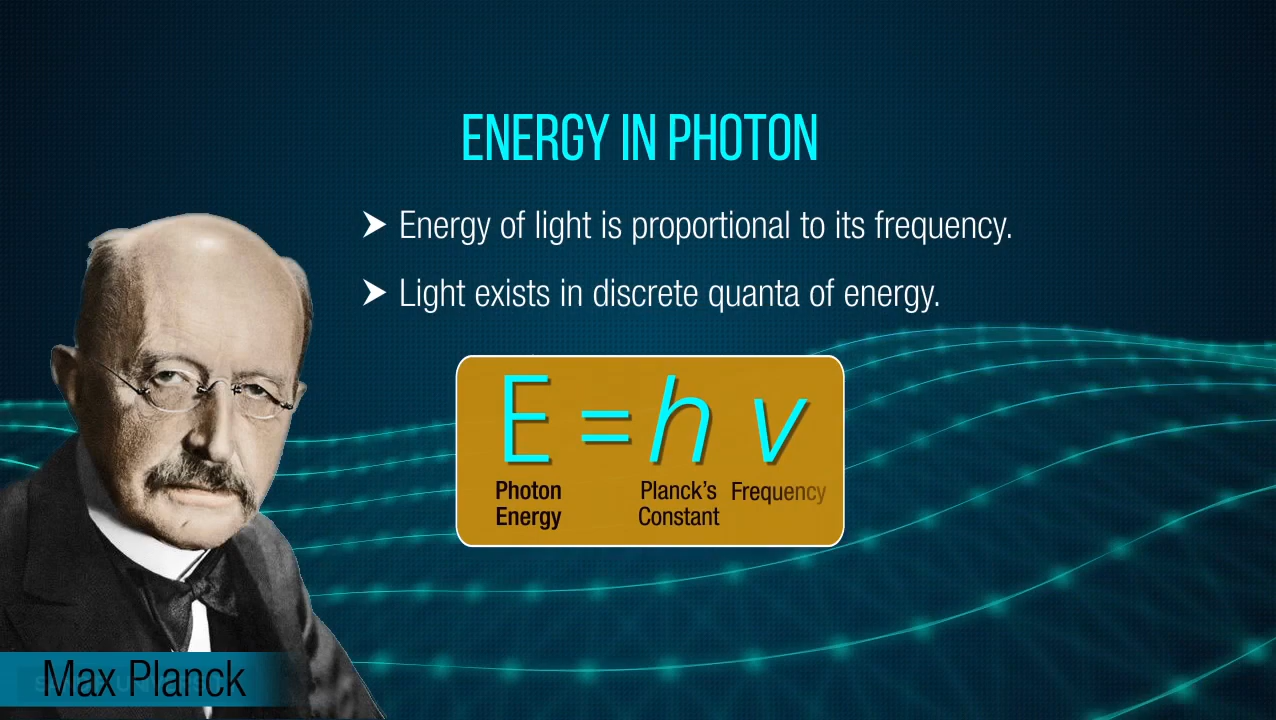 ENERGY IN PHOTON
➤ Energy of light is proportional to its frequency.
➤ Light exists in discrete quanta of energy.
E = h ν
Photon Energy
Planck's Constant
Frequency
Max Planck